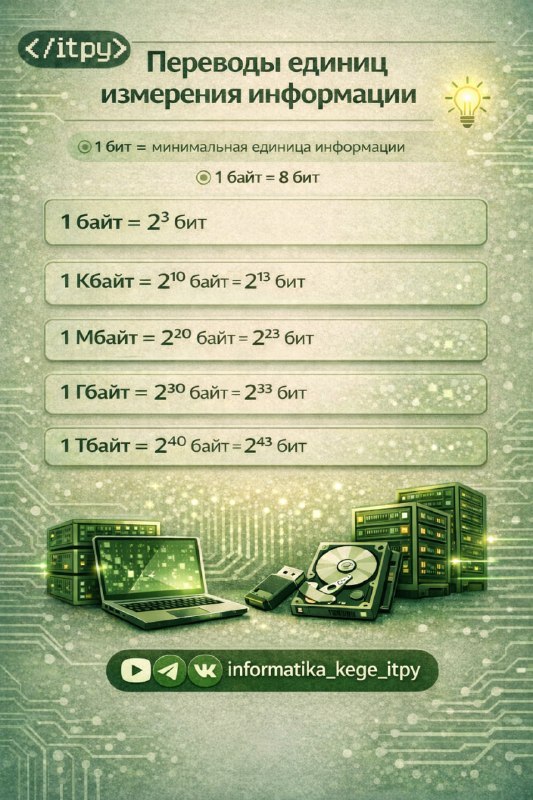 </itpy>
Переводы единиц
измерения информации
1 бит = минимальная единица информации
1 байт = 8 бит
1 байт = 2³ бит
1 Кбайт = 2¹⁰ байт = 2¹³ бит
1 Мбайт = 2²⁰ байт = 2²³ бит
1 Гбайт = 2³⁰ байт = 2³³ бит
1 Тбайт = 2⁴⁰ байт = 2⁴³ бит
informatika_kege_itpy